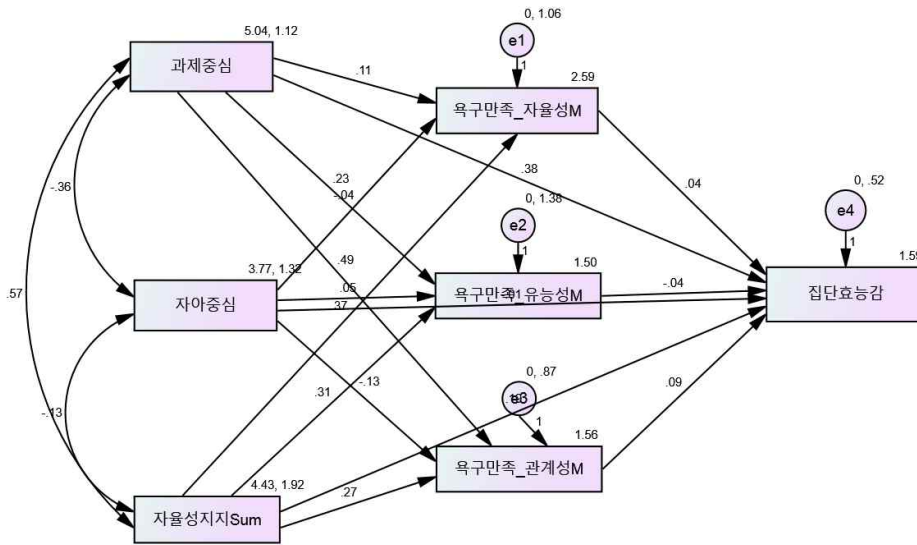 0, 1.06
e1
1
5.04, 1.12
과제중심
.11
2.59
욕구만족_자율성M
.38
.04
0, .52
e4
1
-.36
.23
-.04
0, 1.38
e2
1
.57
.49
3.77, 1.32
자아중심
.05
.37
1.50
욕구만족_유능성M
-.04
집단효능감
-.13
.31
-.13
0, .87
e3
1
.09
1.56
욕구만족_관계성M
4.43, 1.92
자율성지지Sum
.27